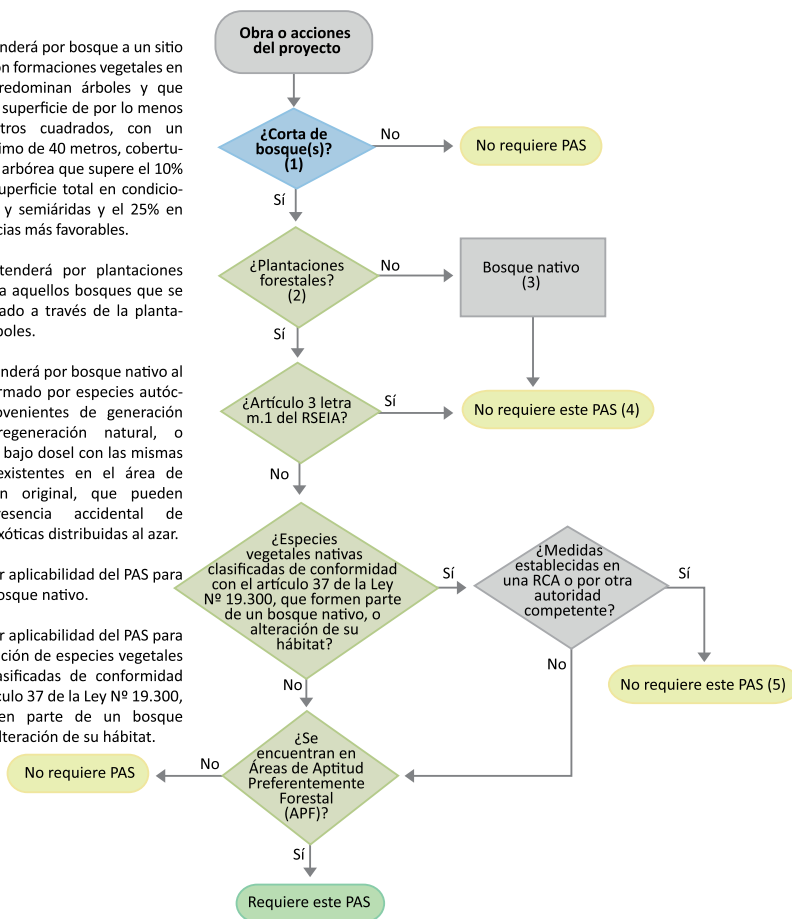 nderá por bosque a un sitio
on formaciones vegetales en
redominan árboles y que
superficie de por lo menos
tros cuadrados, con un
imo de 40 metros, cobertu-
arbórea que supere el 10%
uperficie total en condicio-
y semiáridas y el 25% en
cias más favorables.
tenderá por plantaciones
a aquellos bosques que se
ado a través de la planta-
boles.
nderá por bosque nativo al
rmado por especies autóc-
ovenientes de generación
regeneración natural, o
bajo dosel con las mismas
existentes en el área de
n original, que pueden
resencia accidental de
xóticas distribuidas al azar.
r aplicabilidad del PAS para
osque nativo.
r aplicabilidad del PAS para
ción de especies vegetales
asificadas de conformidad
culo 37 de la Ley Nº 19.300,
en parte de un bosque
lteración de su hábitat.
Obra o acciones
del proyecto
¿Corta de
bosque(s)?
(1)
No
No requiere PAS
Sí
¿Plantaciones
forestales?
(2)
No
Bosque nativo
(3)
Sí
¿Artículo 3 letra
m.1 del RSEIA?
Sí
No requiere este PAS (4)
No
¿Especies
vegetales nativas
clasificadas de conformidad
con el artículo 37 de la Ley
Nº 19.300, que formen parte
de un bosque nativo, o
alteración de su
hábitat?
Sí
¿Medidas
establecidas en
una RCA o por otra
autoridad
competente?
Sí
No requiere este PAS (5)
No
No
¿Se
encuentran en
Áreas de Aptitud
Preferentemente
Forestal
(APF)?
No
No requiere PAS
Sí
Requiere este PAS